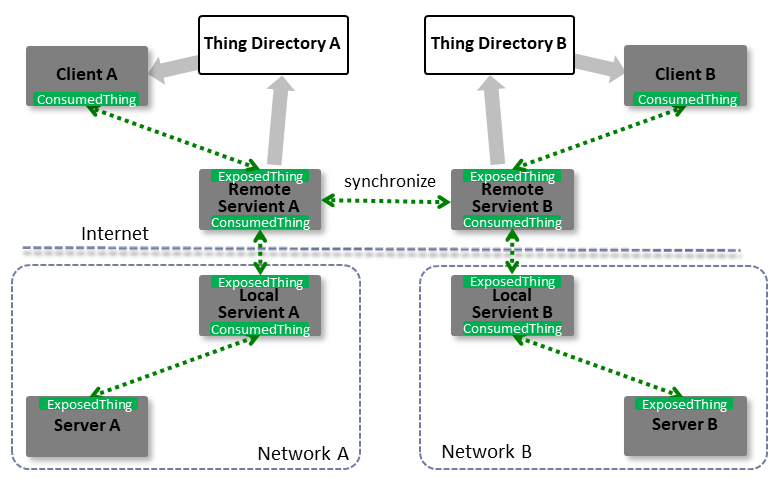 Thing Directory A
Thing Directory B
Client A
ConsumedThing
Client B
ConsumedThing
ExposedThing
Remote
Servient A
ConsumedThing
synchronize
ExposedThing
Remote
Servient B
ConsumedThing
Internet
ExposedThing
Local
Servient A
ConsumedThing
ExposedThing
Local
Servient B
ConsumedThing
ExposedThing
Server A
ExposedThing
Server B
Network A
Network B